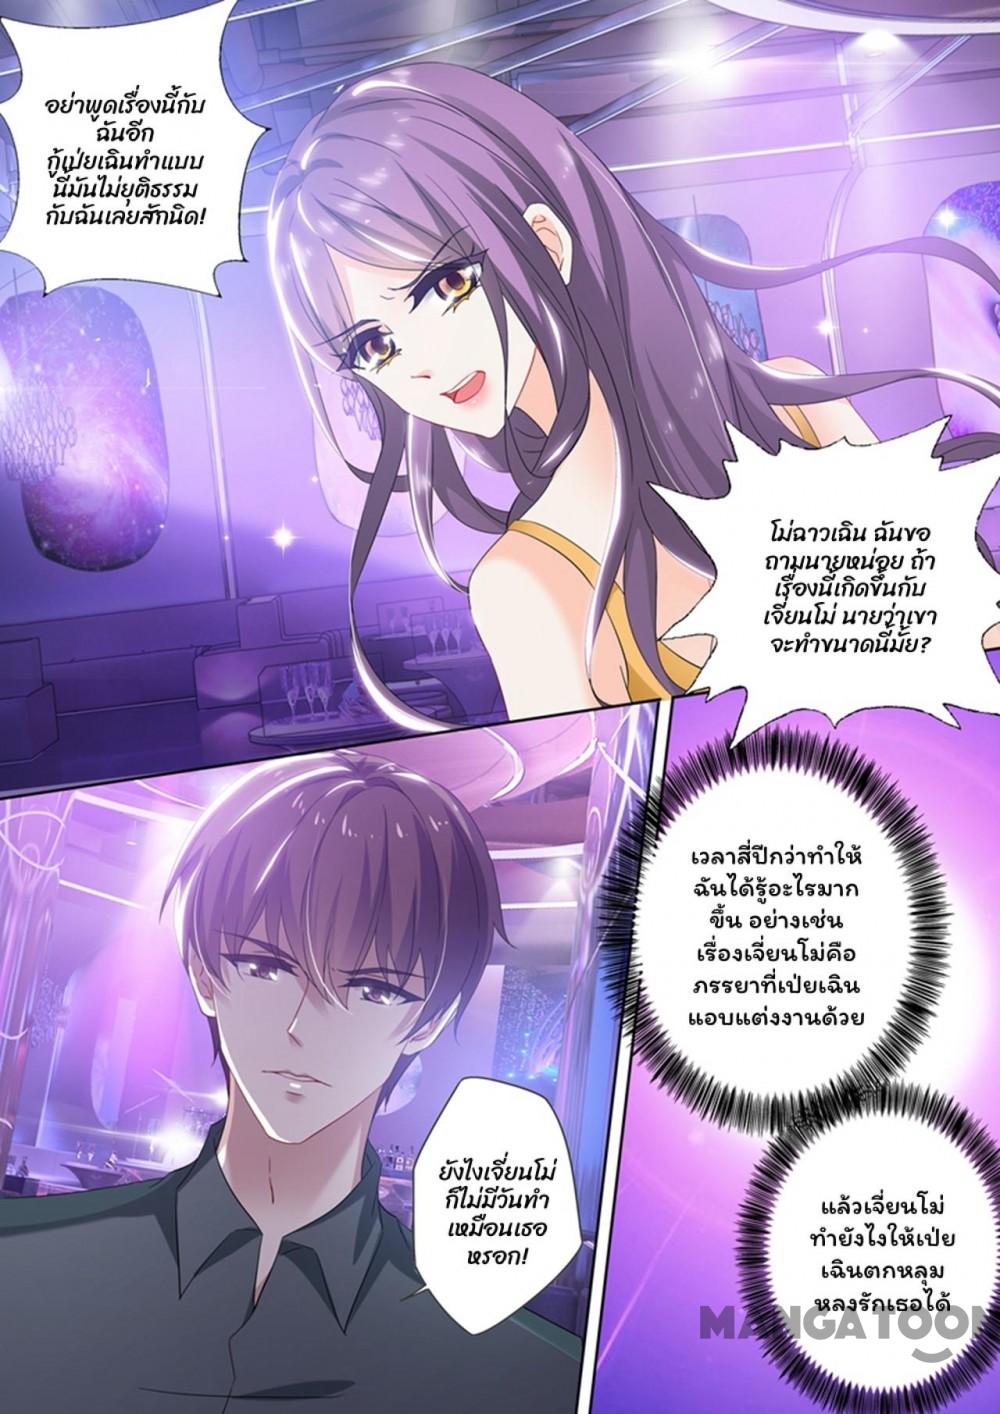 อย่าพูดเรื่องนี้กับ
ฉันอีก
กู้เป่ยเฉินทำแบบ
นี้มันไม่ยุติธรรม
กับฉันเลยสักนิด!
โม่ฉาวเฉิน ฉันขอ
ถามนายหน่อย ถ้า
เรื่องนี้เกิดขึ้นกับ
เจี่ยนโม่ นายว่าเขา
จะทำขนาดนี้มั้ย?
เวลาสี่ปีกว่าทำให้
ฉันได้รู้อะไรมาก
ขึ้น อย่างเช่น
เรื่องเจี่ยนโม่คือ
ภรรยาที่เป่ยเฉิน
แอบแต่งงานด้วย
ยังไงเจี่ยนโม่
ก็ไม่มีวันทำ
เหมือนเธอ
หรอก!
แล้วเจี่ยนโม่
ทำยังไงให้เป่ย
เฉินตกหลุม
หลงรักเธอได้
MANGATOON